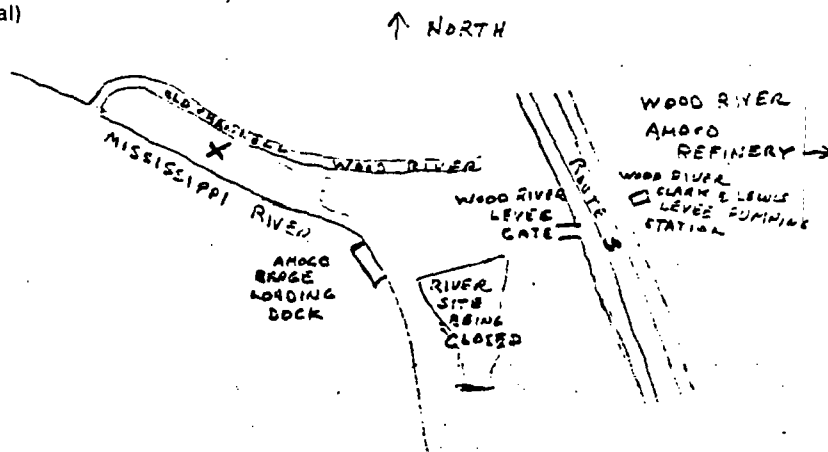 al)
↑ NORTH
OLD CHANNEL
WOOD RIVER
MISSISSIPPI RIVER
AMOCO
BARGE
LOADING
DOCK
RIVER
SITE
BEING
CLOSED
WOOD RIVER
LEVEE
GATE
ROUTE 3
WOOD RIVER
AMOCO
REFINERY →
WOOD RIVER
CLARK & LEWIS
LEVEE PUMPING
STATION